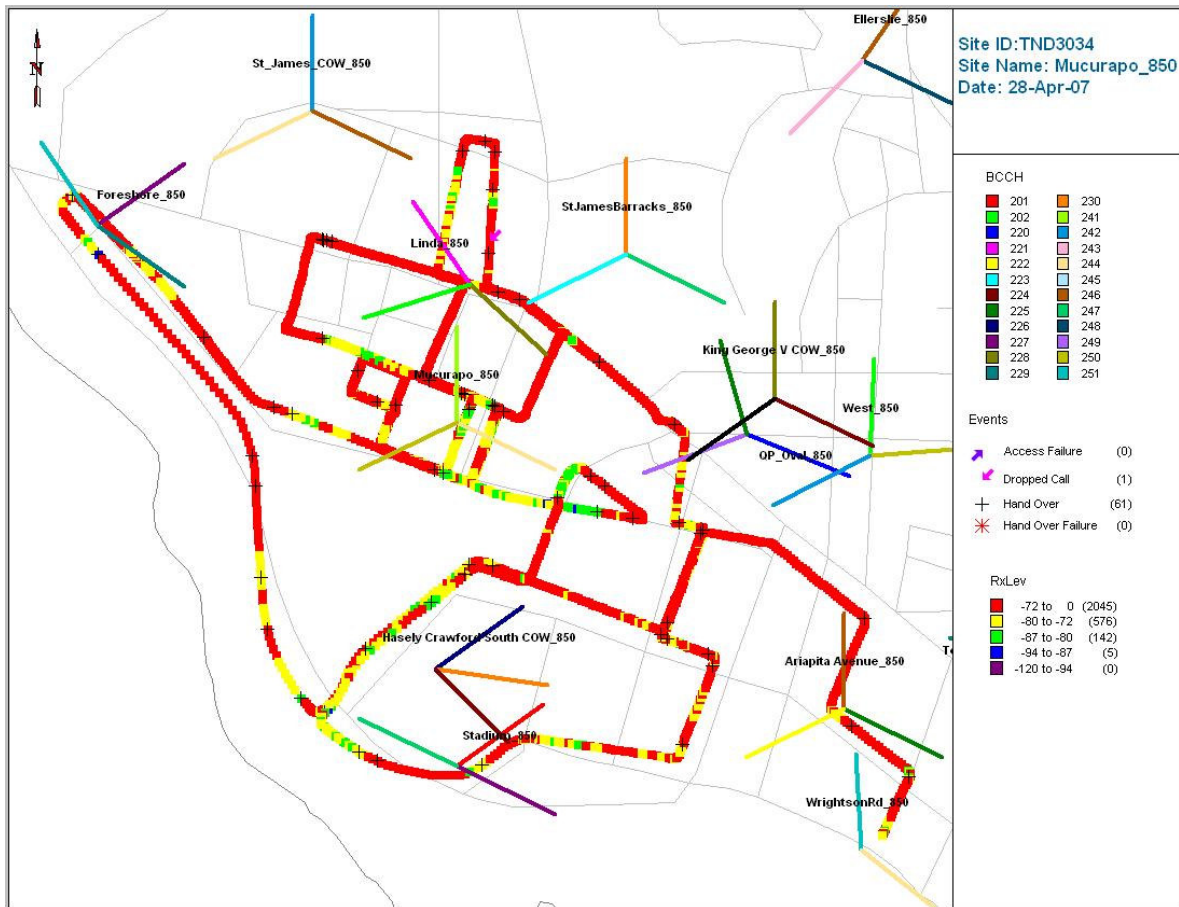 Ellerslie_850
St_James_COW_850
N
Foreshore_850
StJamesBarracks_850
Linda_850
King George V COW_850
Mucurapo_850
West_850
QP_Oval_850
Hasely Crawford South COW_850
Ariapita Avenue_850
Stadium_850
WrightsonRd_850
Site ID:TND3034
Site Name: Mucurapo_850
Date: 28-Apr-07
BCCH
201 230
202 241
220 242
221 243
222 244
223 245
224 246
225 247
226 248
227 249
228 250
229 251
Events
Access Failure (0)
Dropped Call (1)
Hand Over (61)
Hand Over Failure (0)
RxLev
-72 to 0 (2045)
-80 to -72 (576)
-87 to -80 (142)
-94 to -87 (5)
-120 to -94 (0)